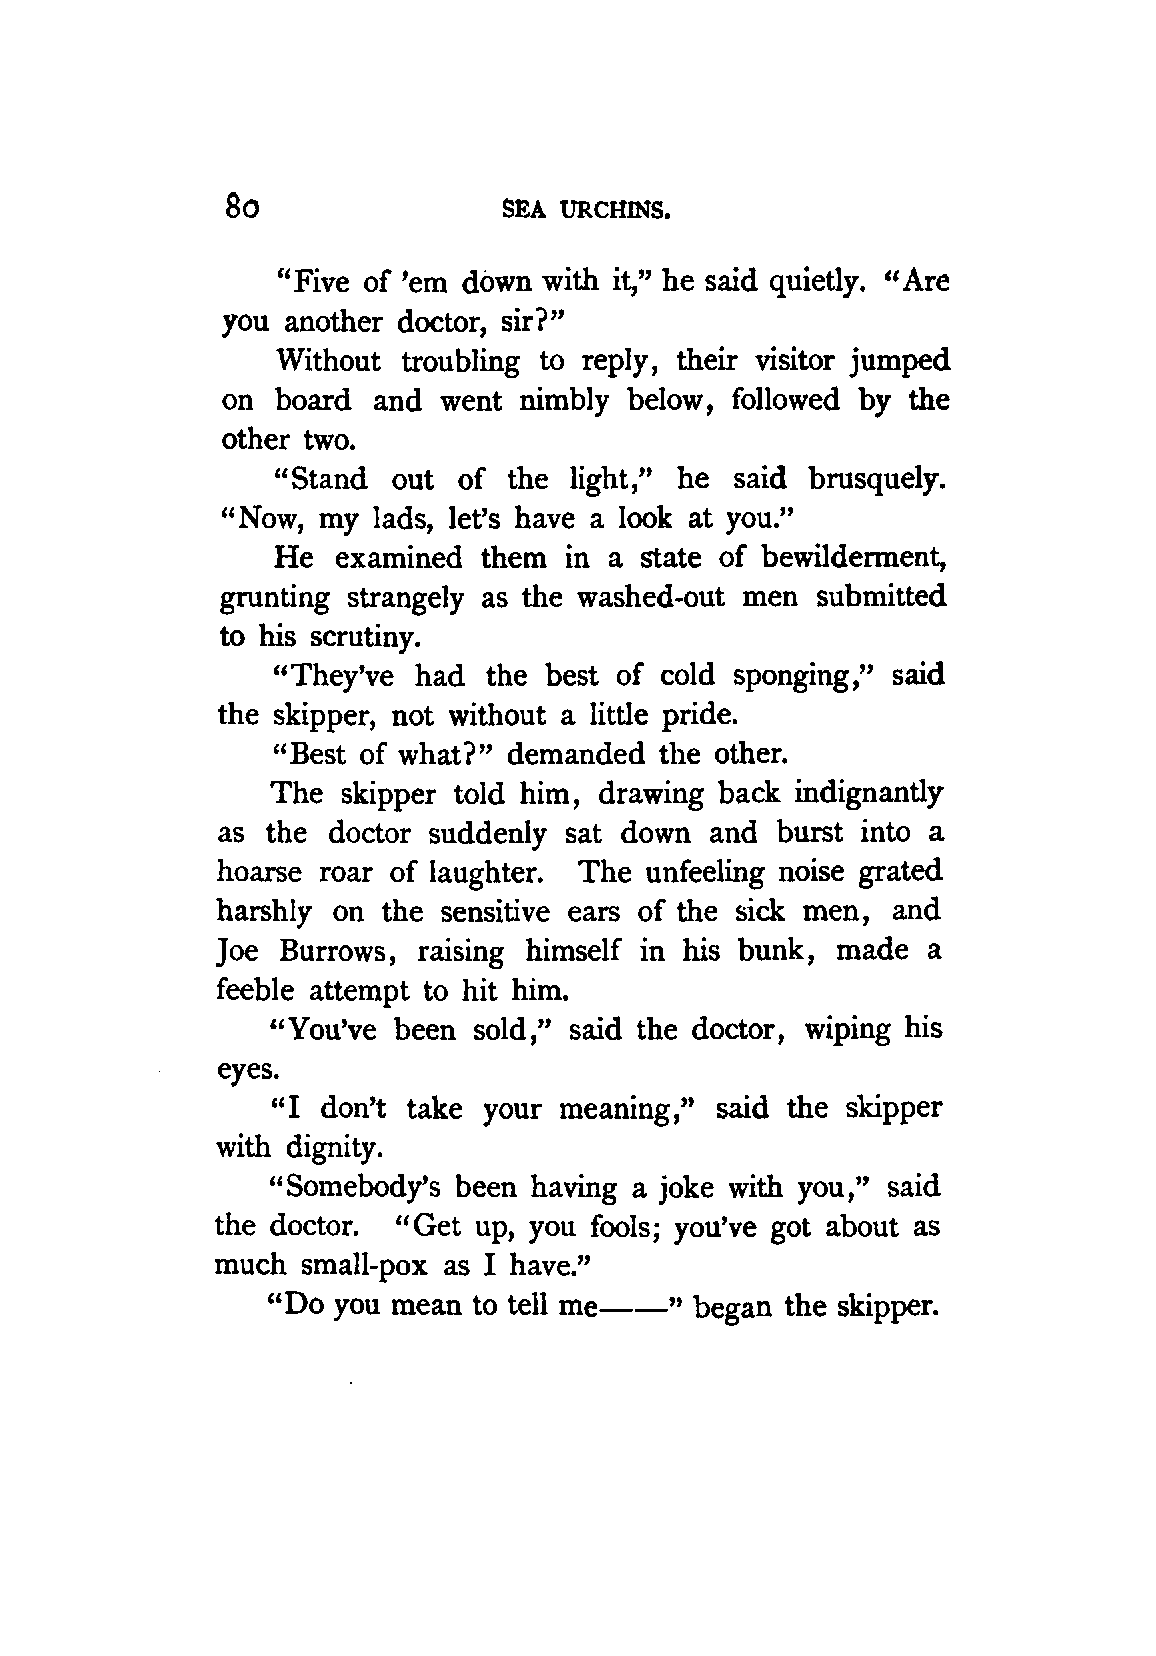 80 SEA URCHINS.
“Five of ’em down with it,” he said quietly. “Are
you another doctor, sir?”
Without troubling to reply, their visitor jumped
on board and went nimbly below, followed by the
other two.
“Stand out of the light,” he said brusquely.
“Now, my lads, let’s have a look at you.”
He examined them in a state of bewilderment,
grunting strangely as the washed-out men submitted
to his scrutiny.
“They’ve had the best of cold sponging,” said
the skipper, not without a little pride.
“Best of what?” demanded the other.
The skipper told him, drawing back indignantly
as the doctor suddenly sat down and burst into a
hoarse roar of laughter. The unfeeling noise grated
harshly on the sensitive ears of the sick men, and
Joe Burrows, raising himself in his bunk, made a
feeble attempt to hit him.
“You’ve been sold,” said the doctor, wiping his
eyes.
“I don’t take your meaning,” said the skipper
with dignity.
“Somebody’s been having a joke with you,” said
the doctor. “Get up, you fools; you’ve got about as
much small-pox as I have.”
“Do you mean to tell me——” began the skipper.